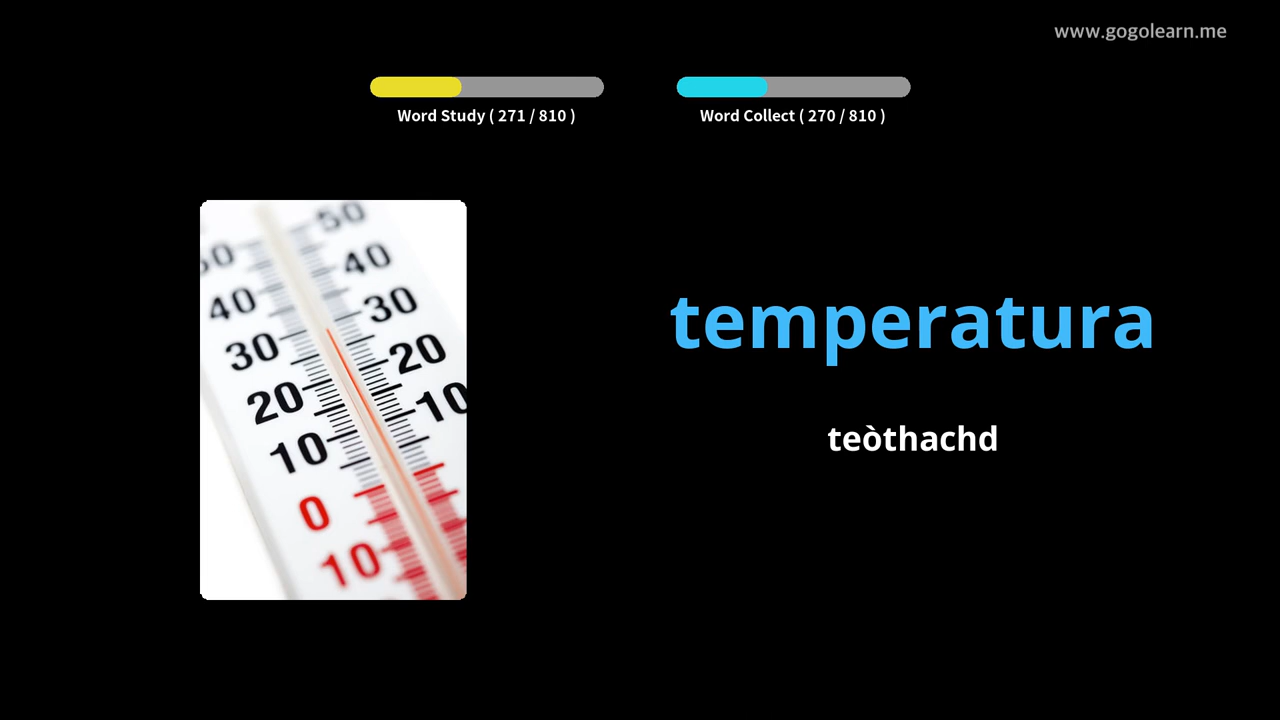 www.gogolearn.me
Word Study ( 271 / 810 )
Word Collect ( 270 / 810 )
temperatura
teòthachd
50
50
40
40
30
30
20
20
10
10
0
10